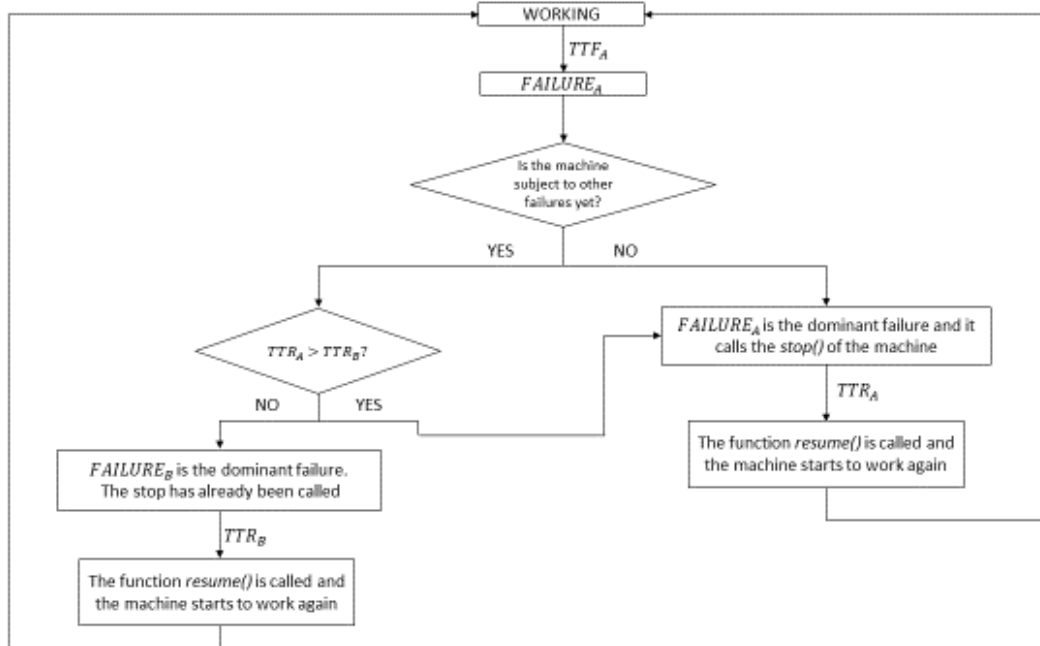 WORKING
TTF_A
FAILURE_A
Is the machine
subject to other
failures yet?
YES
NO
TTR_A > TTR_B?
FAILURE_A is the dominant failure and it
calls the stop() of the machine
NO
YES
TTR_A
FAILURE_B is the dominant failure.
The stop has already been called
The function resume() is called and
the machine starts to work again
TTR_B
The function resume() is called and
the machine starts to work again